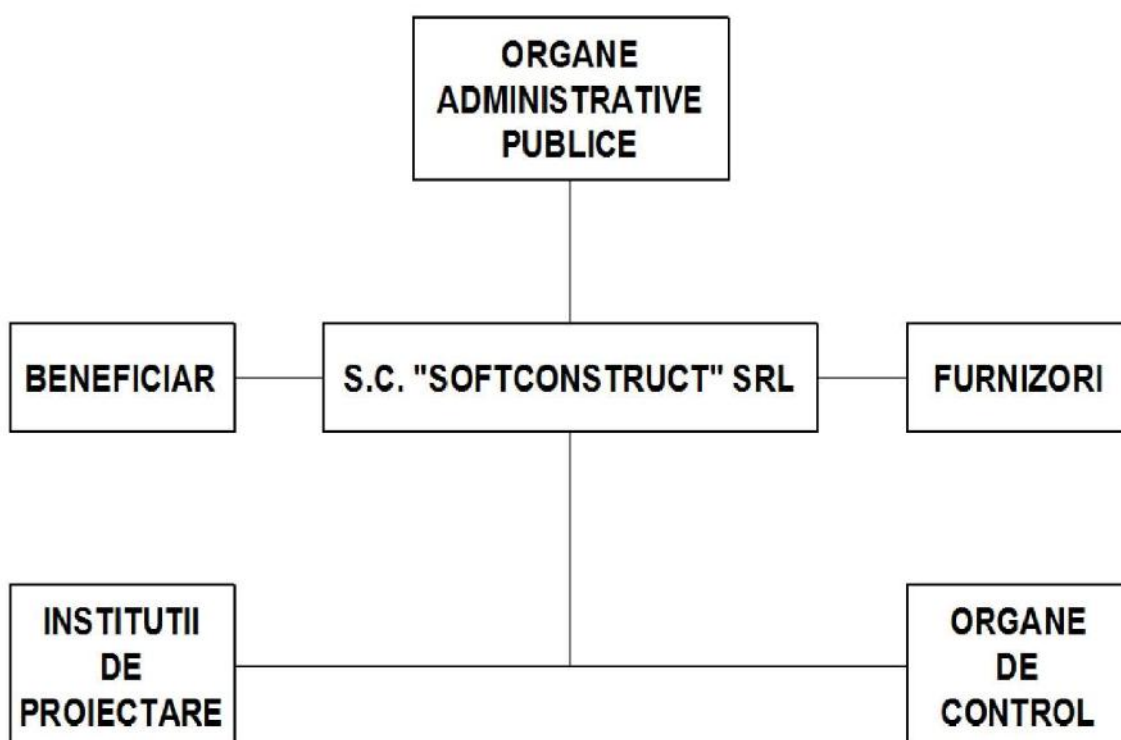 ORGANE
ADMINISTRATIVE
PUBLICE
BENEFICIAR
S.C. "SOFTCONSTRUCT" SRL
FURNIZORI
INSTITUTII
DE
PROIECTARE
ORGANE
DE
CONTROL